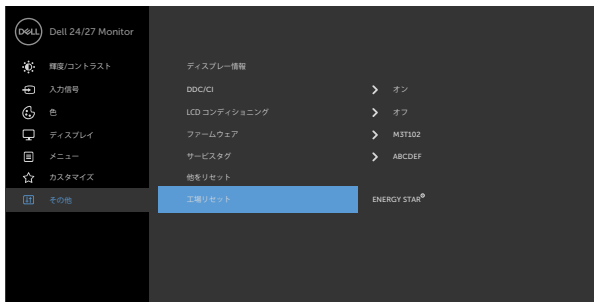 DELL Dell 24/27 Monitor
輝度/コントラスト
ディスプレー情報
入力信号
DDC/CI オン
色
LCD コンディショニング オフ
ディスプレイ
ファームウェア M3T102
メニュー
サービスタグ ABCDEF
カスタマイズ
他をリセット
その他
工場リセット ENERGY STAR®